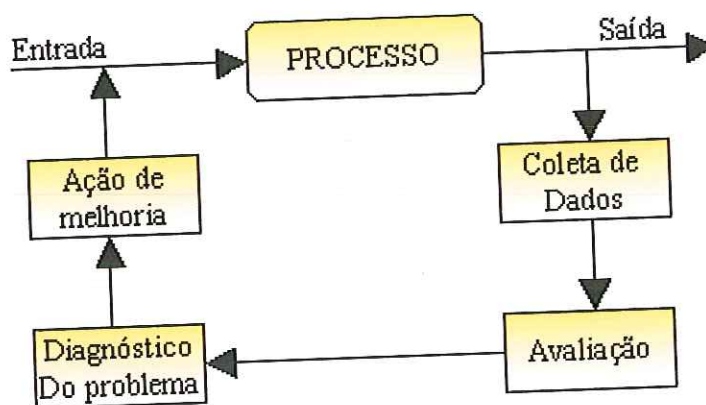 Entrada
PROCESSO
Saída
Coleta de
Dados
Avaliação
Diagnóstico
Do problema
Ação de
melhoria